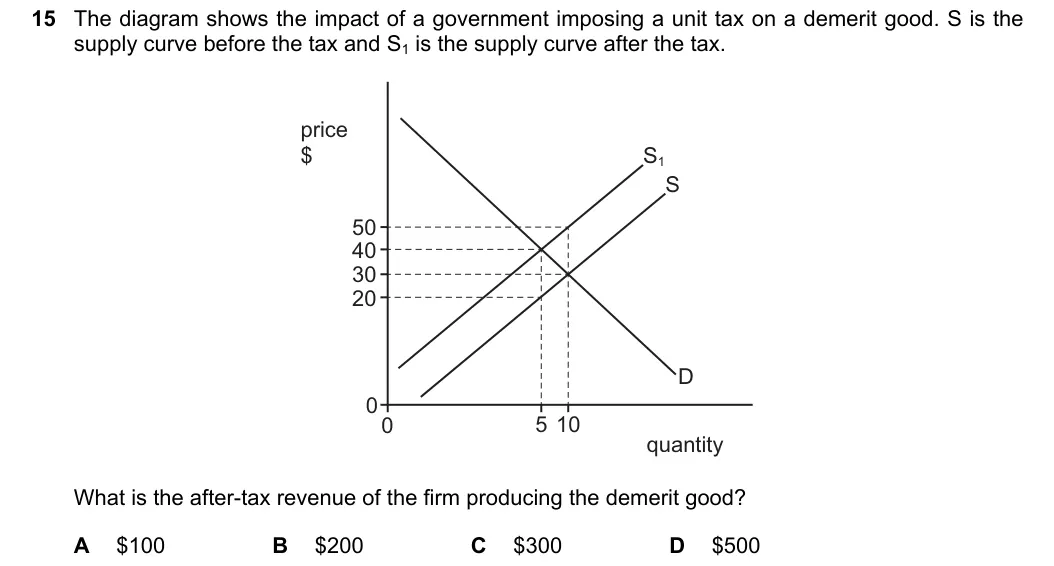 15 The diagram shows the impact of a government imposing a unit tax on a demerit good. S is the
supply curve before the tax and S₁ is the supply curve after the tax.
price
$
S₁
S
50
40
30
20
D
0
0
5 10
quantity
What is the after-tax revenue of the firm producing the demerit good?
A $100 B $200 C $300 D $500